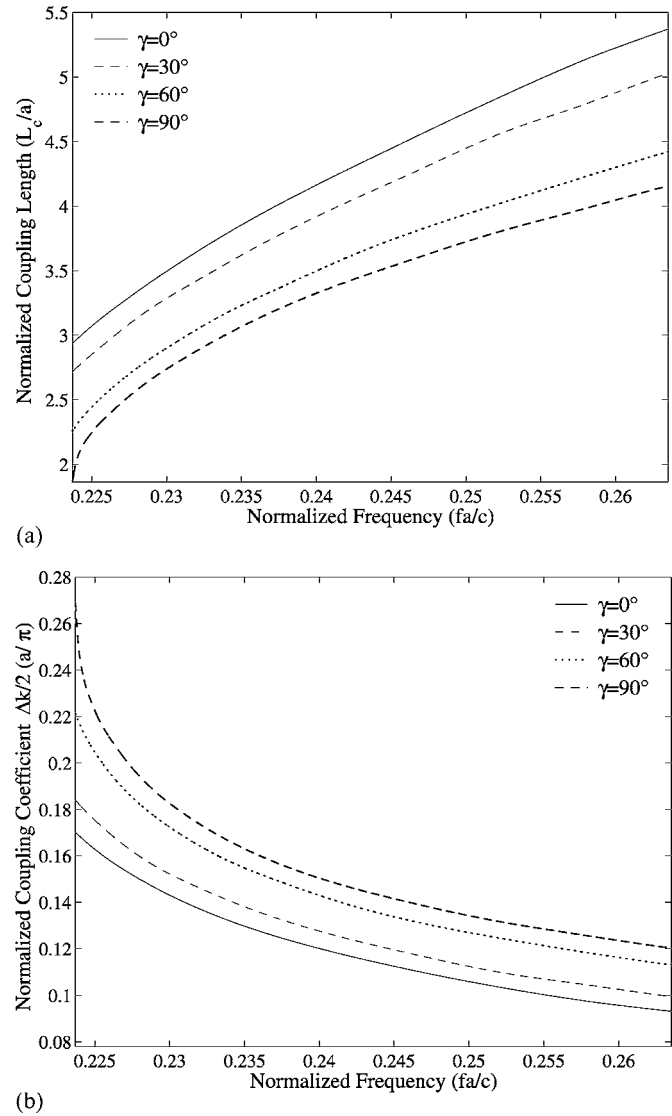 5.5
5
4.5
4
3.5
3
2.5
2
Normalized Coupling Length (L_c/a)
γ=0°
γ=30°
γ=60°
γ=90°
0.225 0.23 0.235 0.24 0.245 0.25 0.255 0.26
Normalized Frequency (fa/c)
(a)
0.28
0.26
0.24
0.22
0.2
0.18
0.16
0.14
0.12
0.1
0.08
Normalized Coupling Coefficient Δk/2 (a/π)
γ=0°
γ=30°
γ=60°
γ=90°
0.225 0.23 0.235 0.24 0.245 0.25 0.255 0.26
Normalized Frequency (fa/c)
(b)